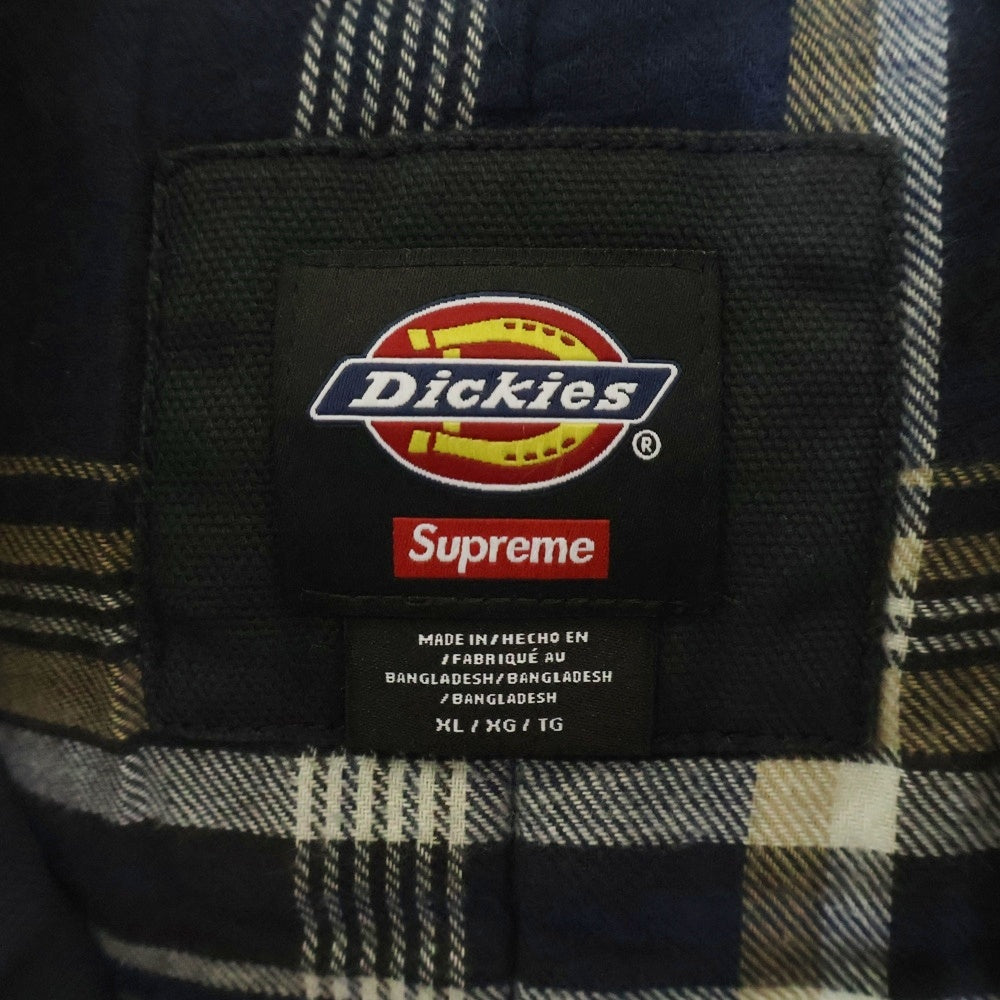 Dickies
®
Supreme
MADE IN/HECHO EN
/FABRIQUÉ AU
BANGLADESH/BANGLADESH
/BANGLADESH
XL / XG / TG